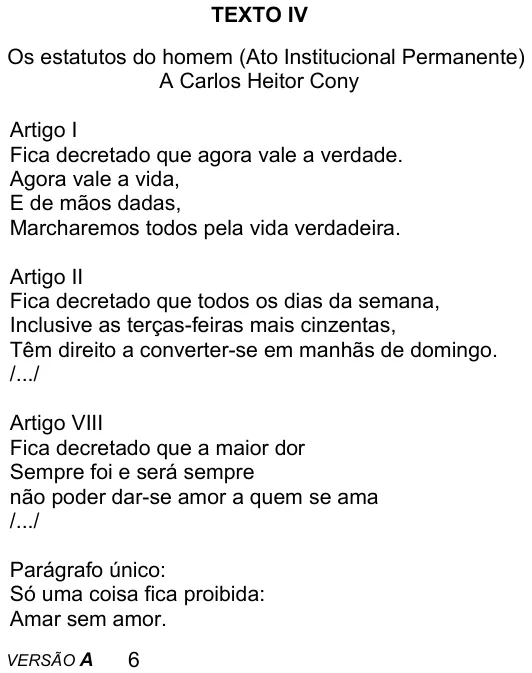 TEXTO IV
Os estatutos do homem (Ato Institucional Permanente)
A Carlos Heitor Cony
Artigo I
Fica decretado que agora vale a verdade.
Agora vale a vida,
E de mãos dadas,
Marcharemos todos pela vida verdadeira.
Artigo II
Fica decretado que todos os dias da semana,
Inclusive as terças-feiras mais cinzentas,
Têm direito a converter-se em manhãs de domingo.
/.../
Artigo VIII
Fica decretado que a maior dor
Sempre foi e será sempre
não poder dar-se amor a quem se ama
/.../
Parágrafo único:
Só uma coisa fica proibida:
Amar sem amor.
VERSÃO A 6